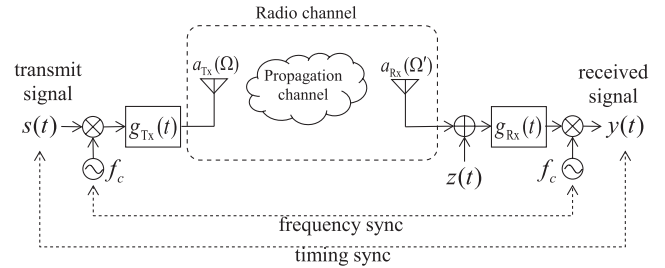 Radio channel
transmit
signal
a_Tx(Ω)
Propagation
channel
a_Rx(Ω′)
received
signal
s(t)
g_Tx(t)
g_Rx(t)
y(t)
f_c
z(t)
f_c
frequency sync
timing sync